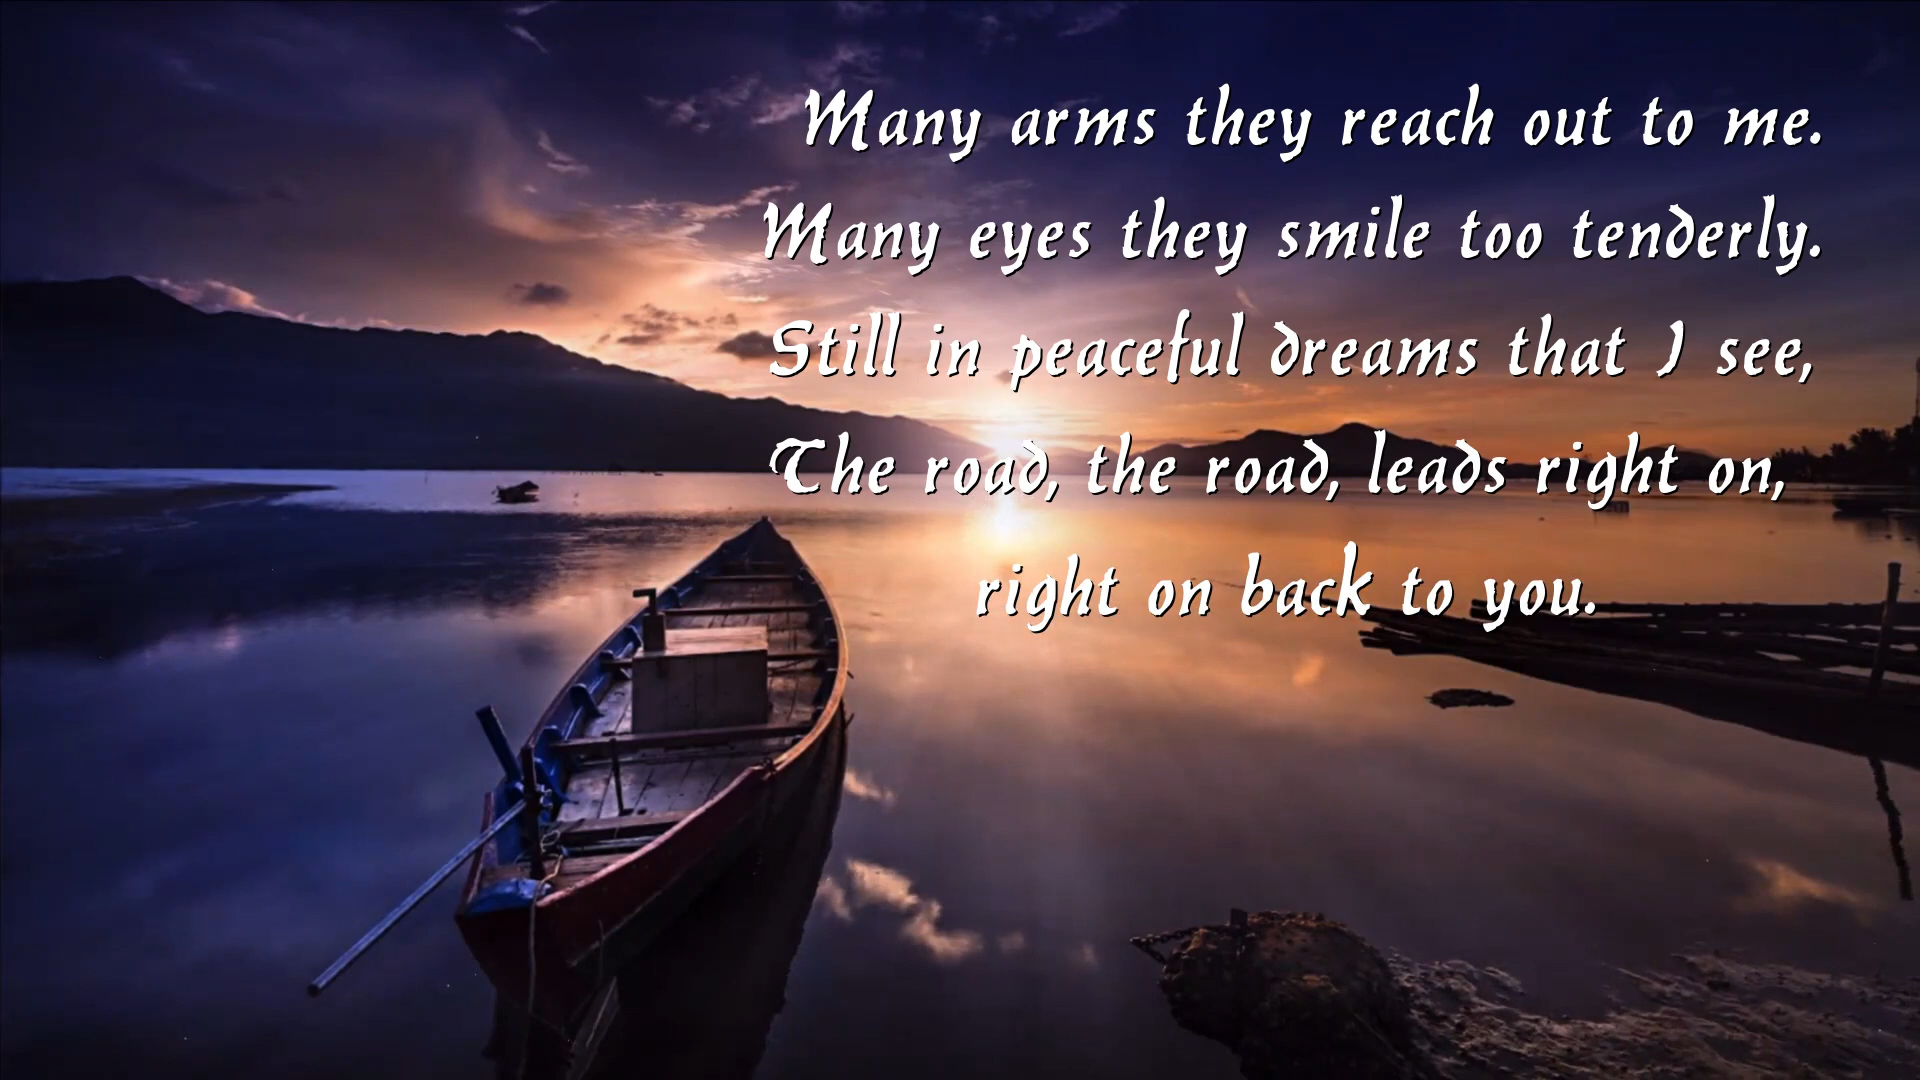 Many arms they reach out to me.
Many eyes they smile too tenderly.
Still in peaceful dreams that I see,
The road, the road, leads right on,
right on back to you.